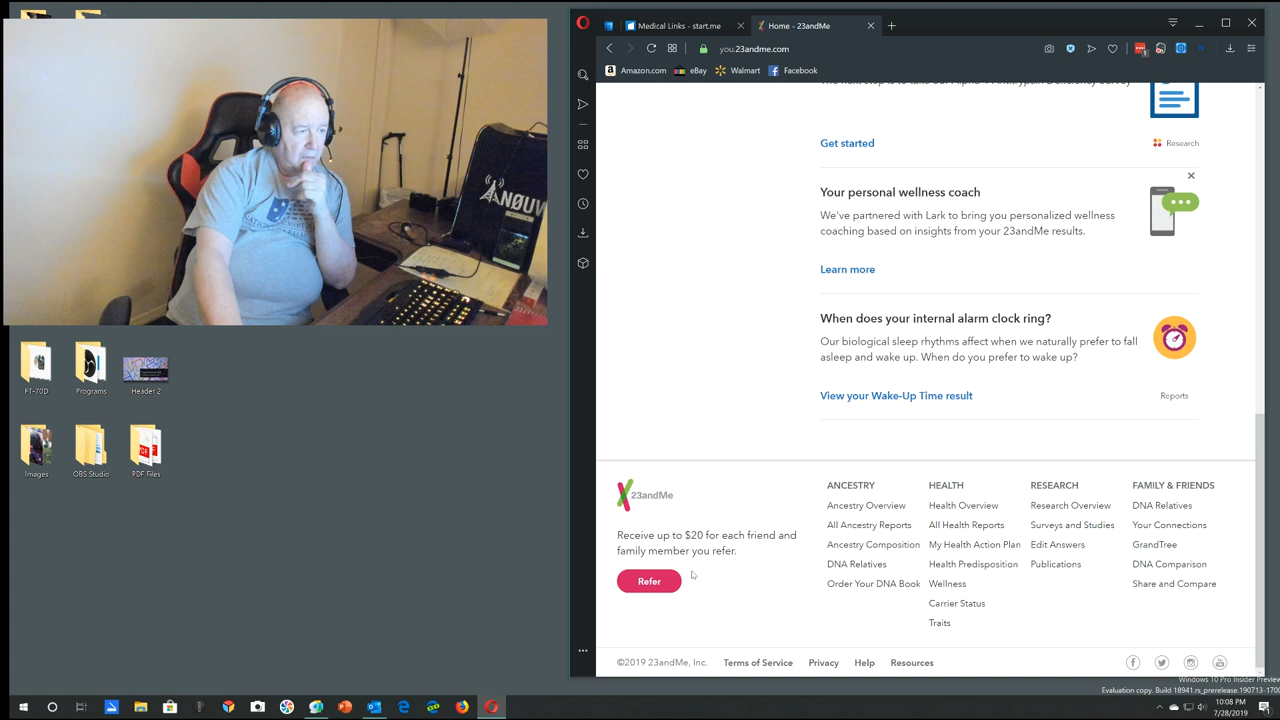 Medical Links - start.me
Home - 23andMe
you.23andme.com
Amazon.com
eBay
Walmart
Facebook
Get started
Research
Your personal wellness coach
We've partnered with Lark to bring you personalized wellness
coaching based on insights from your 23andMe results.
Learn more
When does your internal alarm clock ring?
Our biological sleep rhythms affect when we naturally prefer to fall
asleep and wake up. When do you prefer to wake up?
View your Wake-Up Time result
Reports
FT-70D
Programs
Header 2
Images
OBS Studio
PDF Files
23andMe
Receive up to $20 for each friend and
family member you refer.
Refer
ANCESTRY
Ancestry Overview
All Ancestry Reports
Ancestry Composition
DNA Relatives
Order Your DNA Book
HEALTH
Health Overview
All Health Reports
My Health Action Plan
Health Predisposition
Wellness
Carrier Status
Traits
RESEARCH
Research Overview
Surveys and Studies
Edit Answers
Publications
FAMILY & FRIENDS
DNA Relatives
Your Connections
GrandTree
DNA Comparison
Share and Compare
©2019 23andMe, Inc.
Terms of Service
Privacy
Help
Resources
Windows 10 Pro Insider Preview
Evaluation copy. Build 18941.rs_prerelease.190713-1700
10:08 PM
7/28/2019